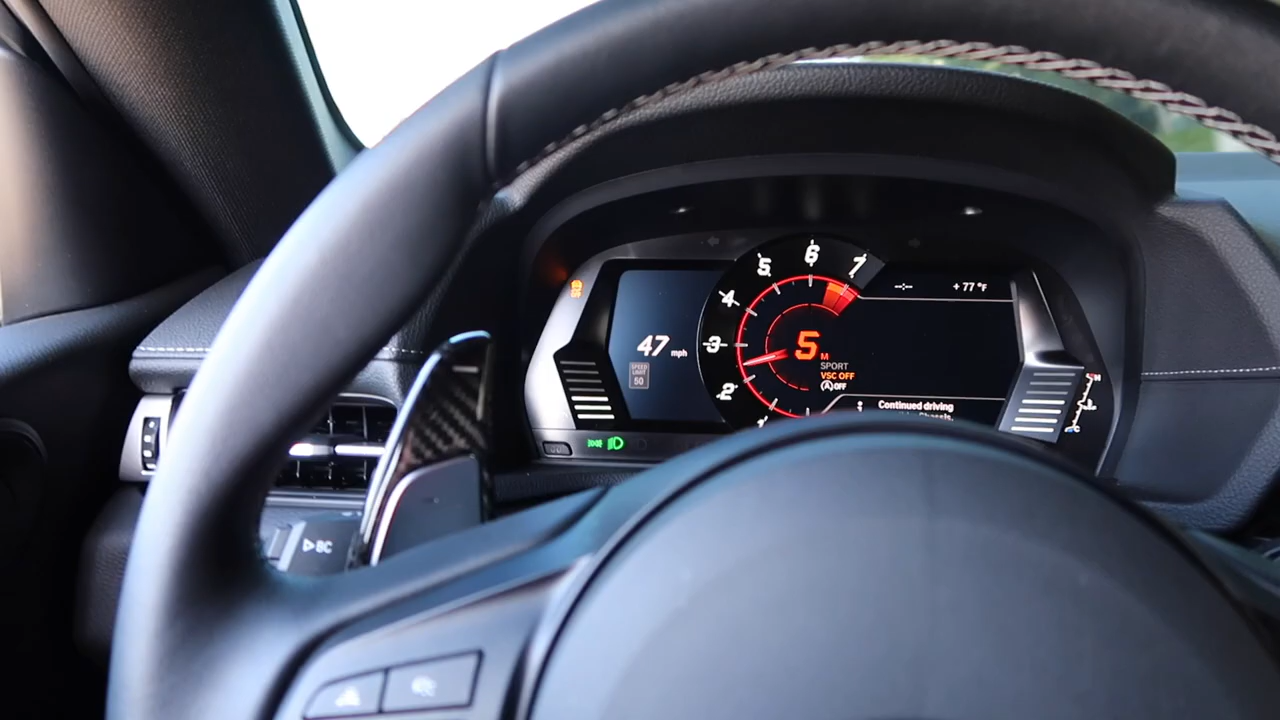 47 mph
SPEED
LIMIT
50
7
6
5
4
3
2
1
5 M
SPORT
VSC OFF
(A)OFF
--:--
+77 °F
Continued driving
H
C
▷BC